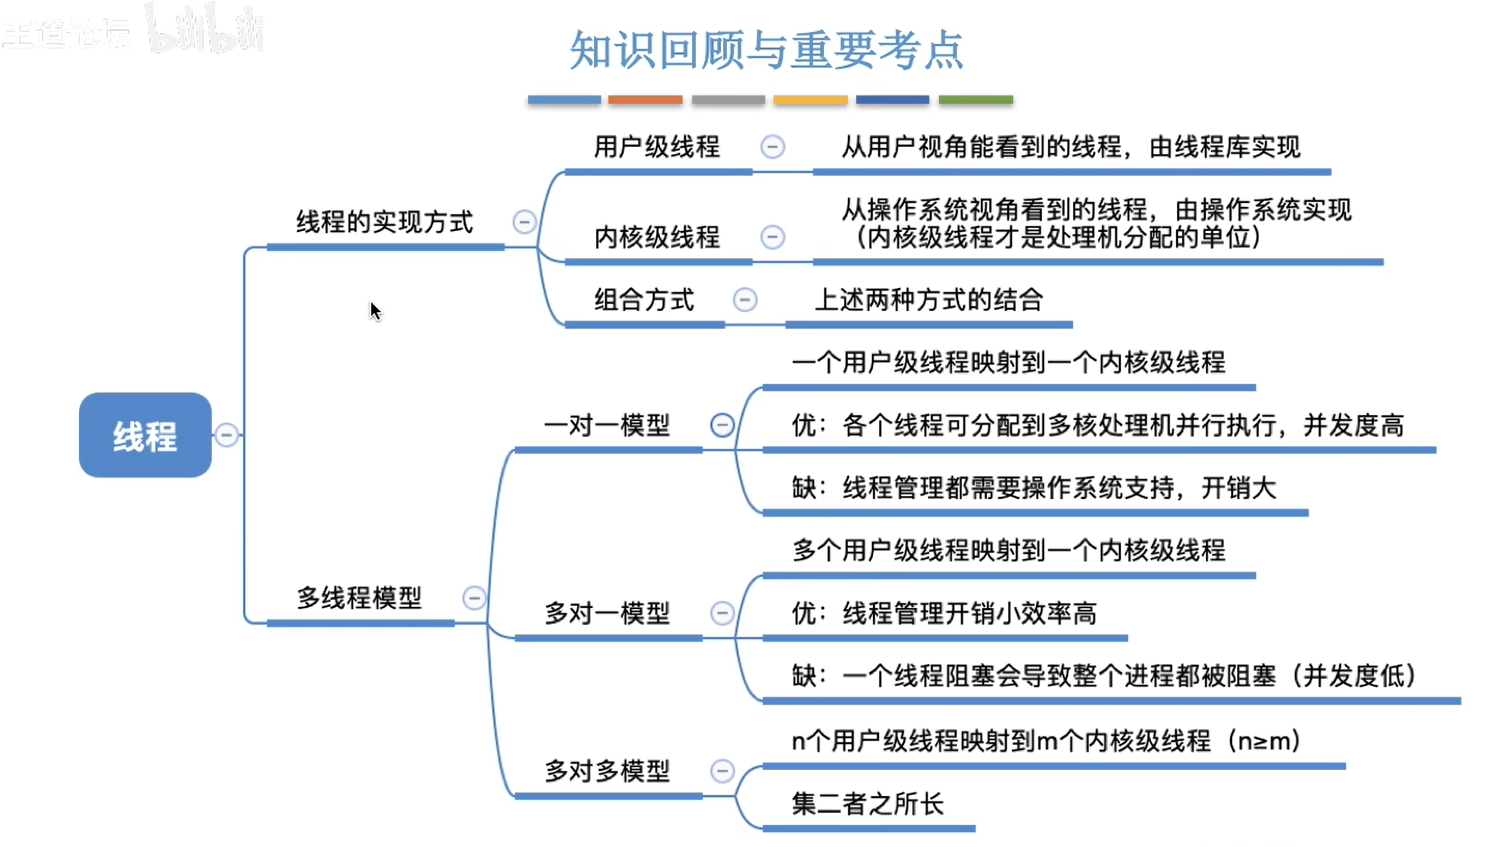 王道论坛 bilibili
知识回顾与重要考点
线程
线程的实现方式
用户级线程
从用户视角能看到的线程，由线程库实现
内核级线程
从操作系统视角看到的线程，由操作系统实现
（内核级线程才是处理机分配的单位）
组合方式
上述两种方式的结合
多线程模型
一对一模型
一个用户级线程映射到一个内核级线程
优：各个线程可分配到多核处理机并行执行，并发度高
缺：线程管理都需要操作系统支持，开销大
多对一模型
多个用户级线程映射到一个内核级线程
优：线程管理开销小效率高
缺：一个线程阻塞会导致整个进程都被阻塞（并发度低）
多对多模型
n个用户级线程映射到m个内核级线程（n≥m）
集二者之所长